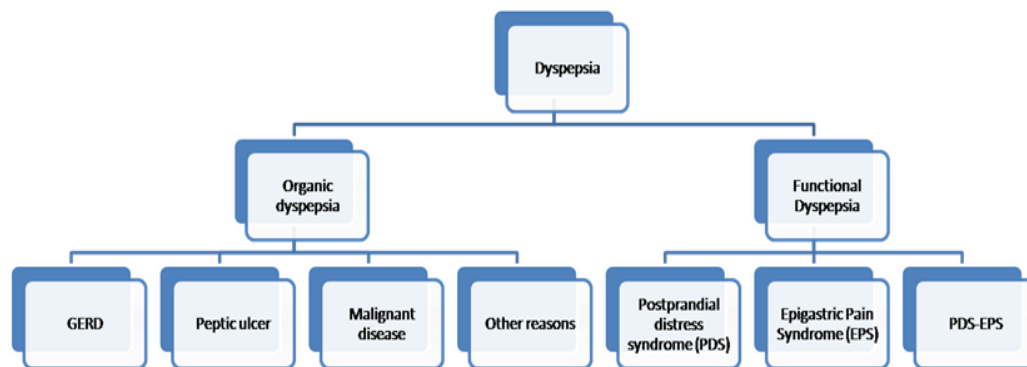 Dyspepsia
Organic
dyspepsia
Functional
Dyspepsia
GERD
Peptic ulcer
Malignant
disease
Other reasons
Postprandial
distress
syndrome (PDS)
Epigastric Pain
Syndrome (EPS)
PDS-EPS